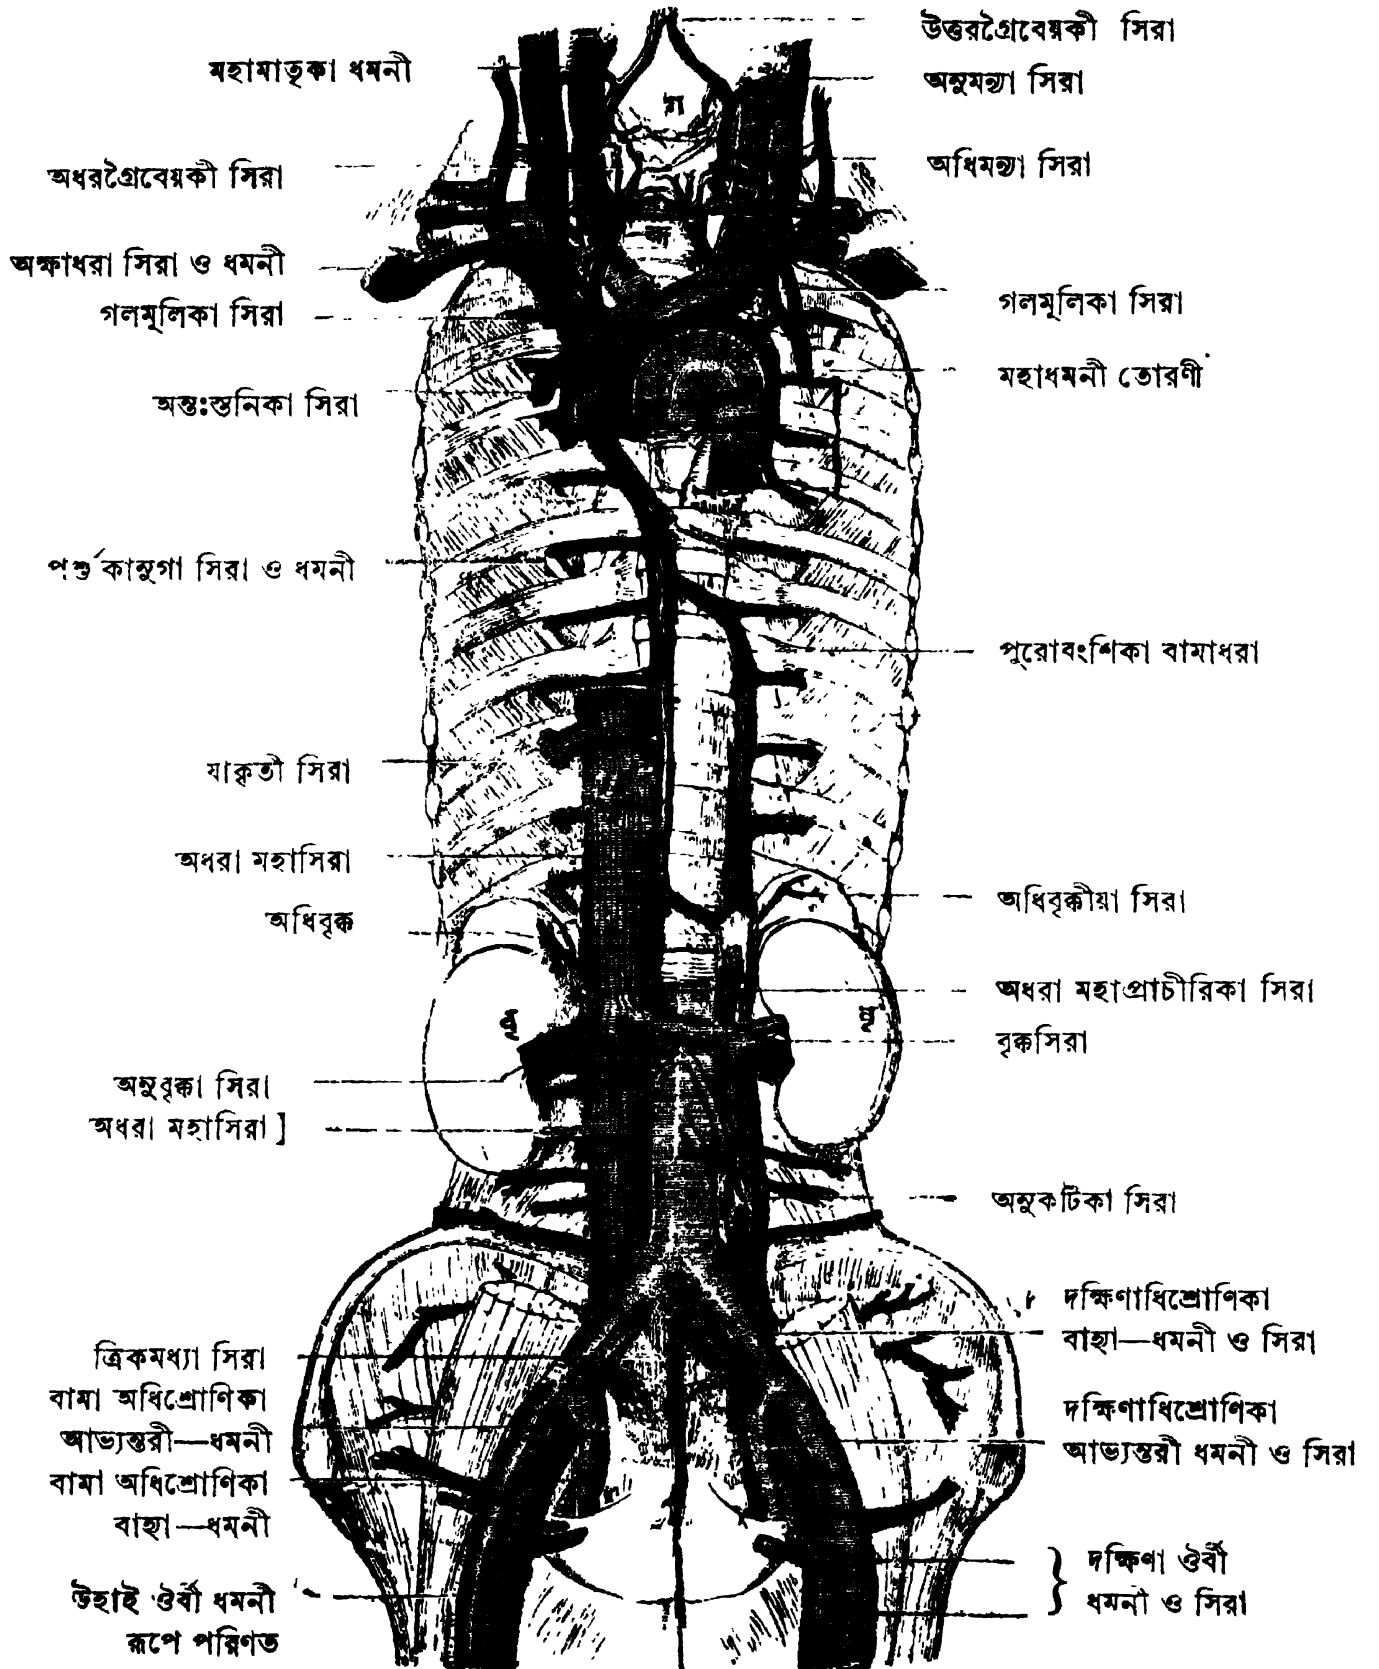 উত্তরগ্রৈবেয়কী সিরা
মহামাতৃকা ধমনী
অনুমন্যা সিরা
গ
অধিমন্যা সিরা
অধরগ্রৈবেয়কী সিরা
অক্ষাধরা সিরা ও ধমনী
গলমূলিকা সিরা
গলমূলিকা সিরা
মহাধমনী তোরণী
অন্তঃস্তনিকা সিরা
পর্শুকানুগা সিরা ও ধমনী
পুরোবংশিকা বামাধরা
যাকৃতী সিরা
অধরা মহাসিরা
অধিবৃক্কীয়া সিরা
অধিবৃক্ক
অধরা মহাপ্রাচীরিকা সিরা
বৃক্কসিরা
অনুবৃক্কা সিরা
অধরা মহাসিরা]
অনুকটিকা সিরা
দক্ষিণাধিশ্রোণিকা
বাহ্যা—ধমনী ও সিরা
ত্রিকমধ্যা সিরা
বামা অধিশ্রোণিকা
আভ্যন্তরী—ধমনী
দক্ষিণাধিশ্রোণিকা
আভ্যন্তরী ধমনী ও সিরা
বামা অধিশ্রোণিকা
বাহ্যা—ধমনী
দক্ষিণা ঔর্বী
ধমনী ও সিরা
উহাই ঔর্বী ধমনী
রূপে পরিণত